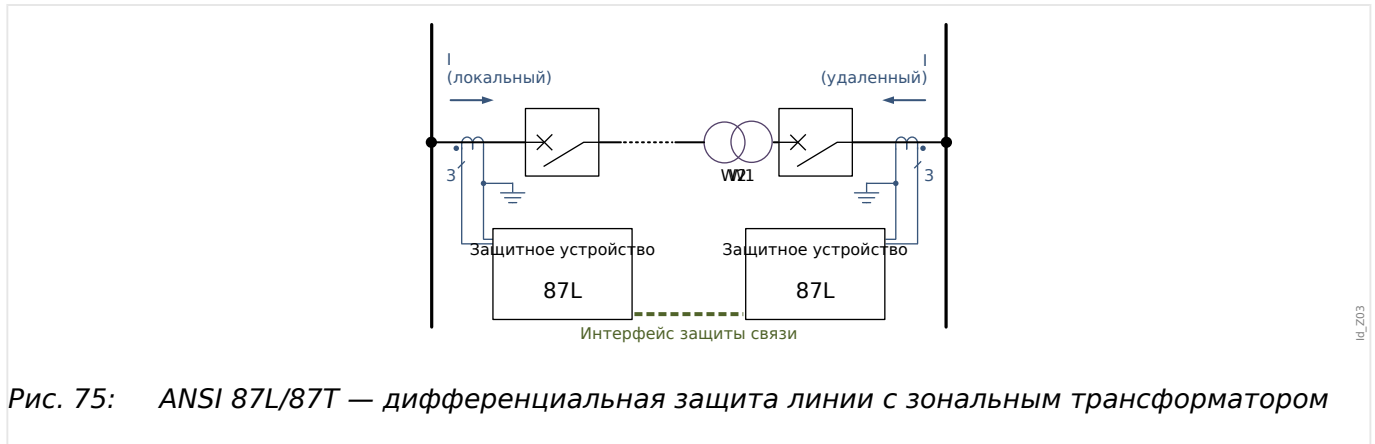 I
(локальный)
I
(удаленный)
3
W2
W1
3
Защитное устройство
Защитное устройство
87L
87L
Интерфейс защиты связи
Id_Z03
Рис. 75: ANSI 87L/87T — дифференциальная защита линии с зональным трансформатором